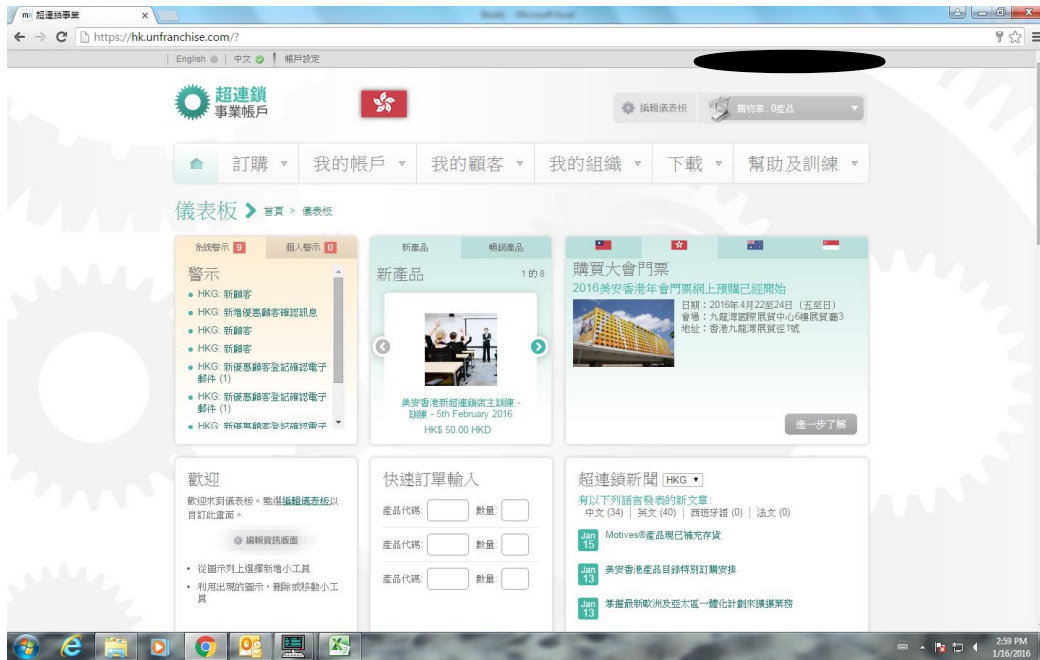 超連鎖事業
https://hk.unfranchise.com/?
English | 中文 | 帳戶設定
超連鎖
事業帳戶
編輯儀表板
購物車: 0產品
訂購 我的帳戶 我的顧客 我的組織 下載 幫助及訓練
儀表板 首頁 » 儀表板
系統警示 9 個人警示 0
警示
HKG: 新顧客
HKG: 新增優惠顧客確認訊息
HKG: 新顧客
HKG: 新顧客
HKG: 新優惠顧客登記確認電子
郵件 (1)
HKG: 新優惠顧客登記確認電子
郵件 (1)
HKG: 新優惠顧客登記確認電子
新產品 暢銷產品
新產品 1 的 8
美安香港新超連鎖店主訓練 -
訓練 - 5th February 2016
HK$ 50.00 HKD
購買大會門票
2016美安香港年會門票網上預購已經開始
日期：2016年4月22至24日（五至日）
會場：九龍灣國際展貿中心6樓展貿廳3
地址：香港九龍灣展貿徑1號
進一步了解
歡迎
歡迎來到儀表板。點選編輯儀表板以
自訂此畫面。
編輯資訊版面
從圖示列上選擇新增小工具
利用出現的圖示，刪除或移動小工
具
快速訂單輸入
產品代碼: 數量:
產品代碼: 數量:
產品代碼: 數量:
超連鎖新聞 HKG
有以下列語言發表的新文章:
中文 (34) | 英文 (40) | 西班牙語 (0) | 法文 (0)
Jan 15 Motives®產品現已補充存貨
Jan 13 美安香港產品目錄特別訂購安排
Jan 13 掌握最新歐洲及亞太區一體化計劃來擴展業務
2:59 PM
1/16/2016